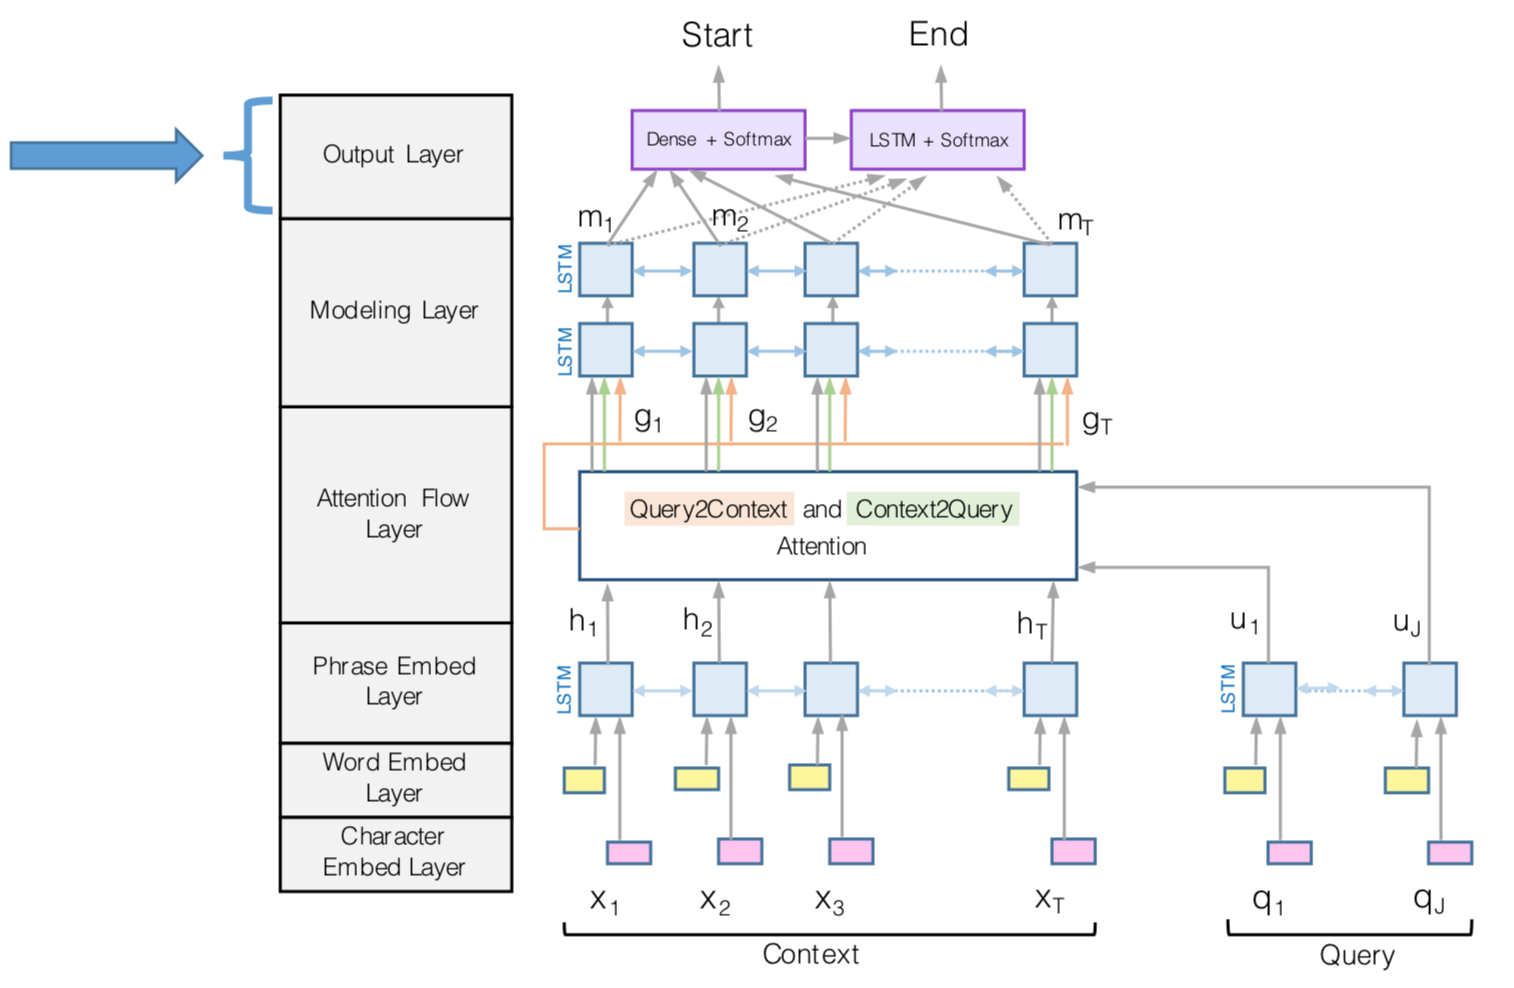 Start
End
Output Layer
Dense + Softmax
LSTM + Softmax
m1
m2
mT
LSTM
Modeling Layer
LSTM
g1
g2
gT
Attention Flow
Layer
Query2Context and Context2Query
Attention
h1
h2
hT
u1
uJ
Phrase Embed
Layer
LSTM
LSTM
Word Embed
Layer
Character
Embed Layer
x1
x2
x3
xT
q1
qJ
Context
Query